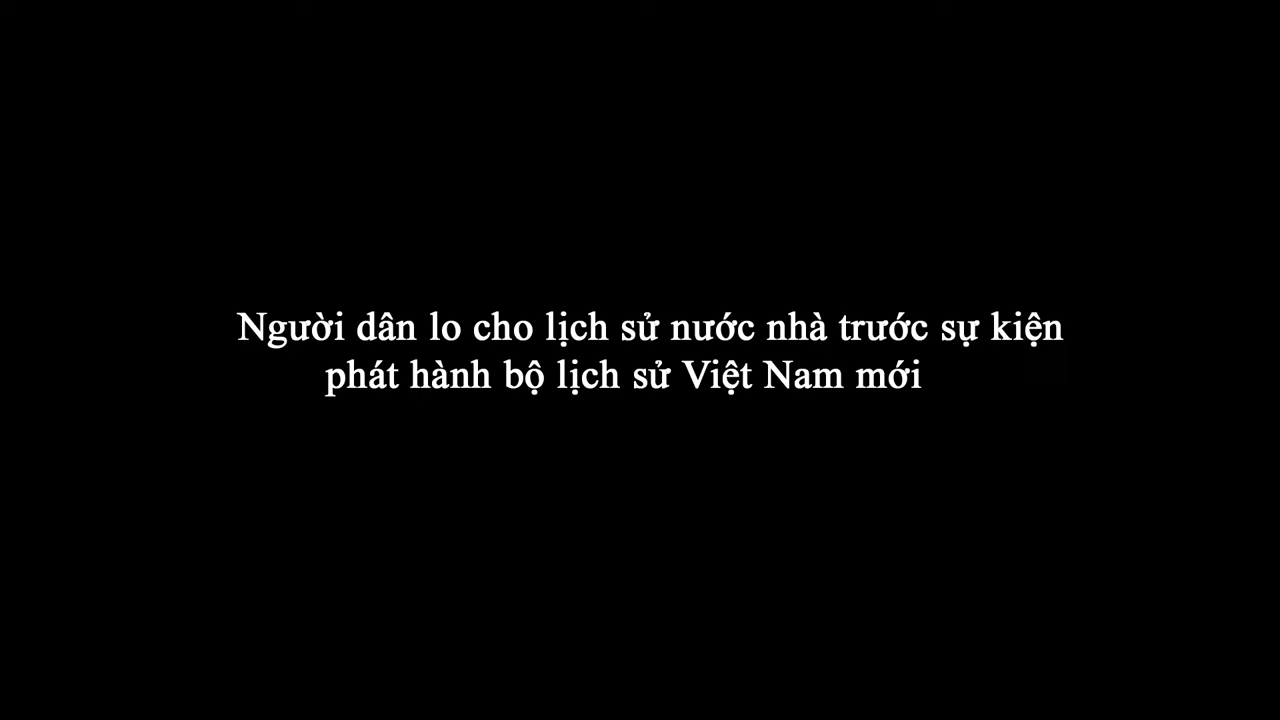 Người dân lo cho lịch sử nước nhà trước sự kiện
phát hành bộ lịch sử Việt Nam mới